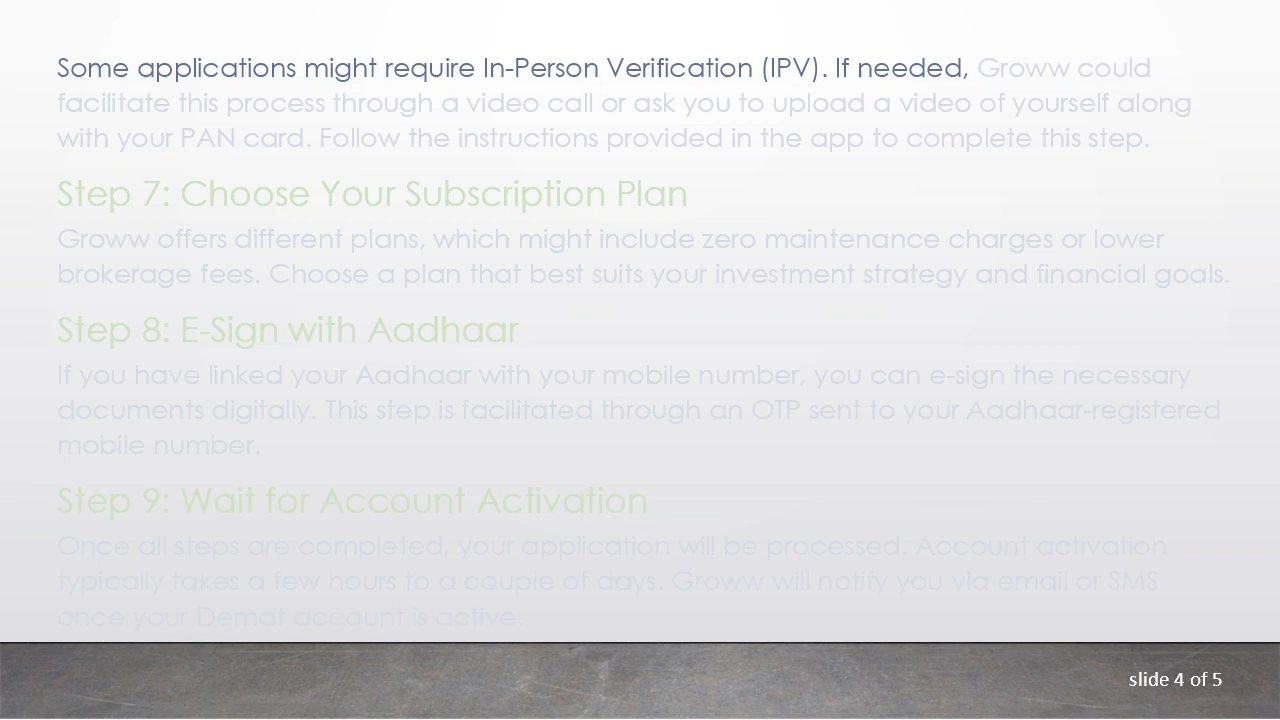 Some applications might require In-Person Verification (IPV). If needed, Groww could
facilitate this process through a video call or ask you to upload a video of yourself along
with your PAN card. Follow the instructions provided in the app to complete this step.
Step 7: Choose Your Subscription Plan
Groww offers different plans, which might include zero maintenance charges or lower
brokerage fees. Choose a plan that best suits your investment strategy and financial goals.
Step 8: E-Sign with Aadhaar
If you have linked your Aadhaar with your mobile number, you can e-sign the necessary
documents digitally. This step is facilitated through an OTP sent to your Aadhaar-registered
mobile number.
Step 9: Wait for Account Activation
Once all steps are completed, your application will be processed. Account activation
typically takes a few hours to a couple of days. Groww will notify you via email or SMS
once your Demat account is active.
slide 4 of 5